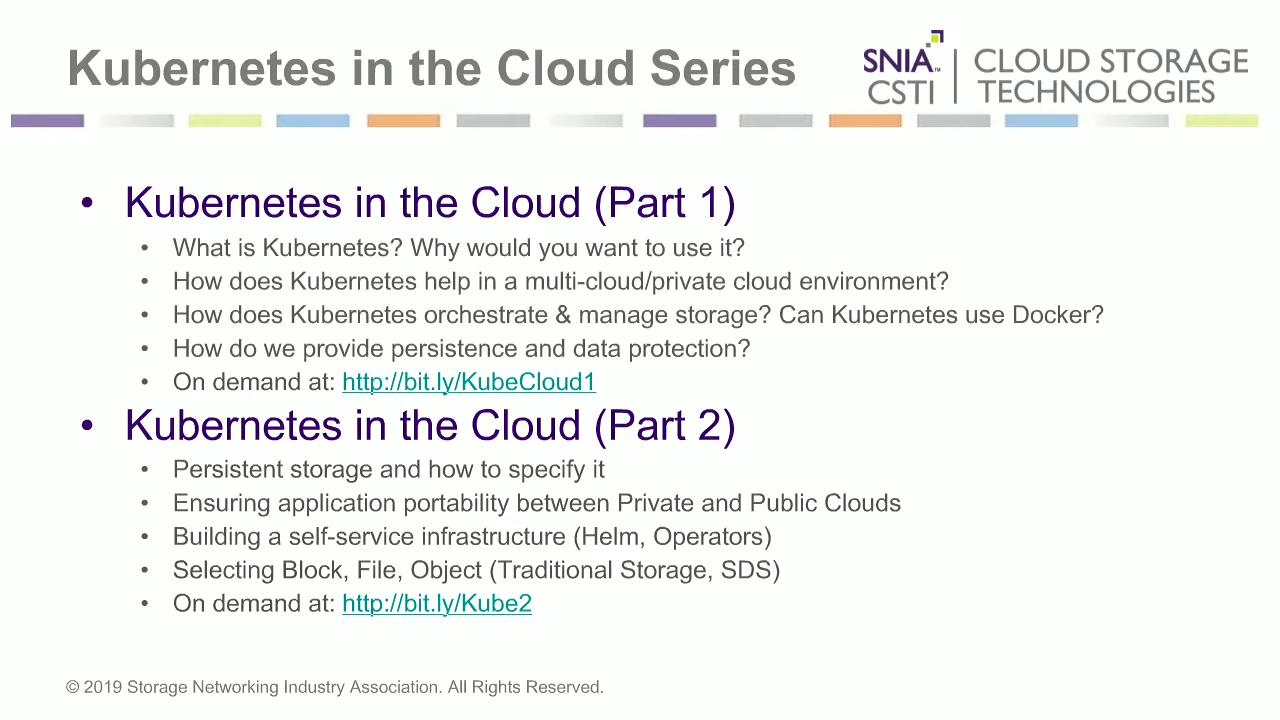 Kubernetes in the Cloud Series
SNIA™ CSTI | CLOUD STORAGE TECHNOLOGIES
• Kubernetes in the Cloud (Part 1)
• What is Kubernetes? Why would you want to use it?
• How does Kubernetes help in a multi-cloud/private cloud environment?
• How does Kubernetes orchestrate & manage storage? Can Kubernetes use Docker?
• How do we provide persistence and data protection?
• On demand at: http://bit.ly/KubeCloud1
• Kubernetes in the Cloud (Part 2)
• Persistent storage and how to specify it
• Ensuring application portability between Private and Public Clouds
• Building a self-service infrastructure (Helm, Operators)
• Selecting Block, File, Object (Traditional Storage, SDS)
• On demand at: http://bit.ly/Kube2
© 2019 Storage Networking Industry Association. All Rights Reserved.